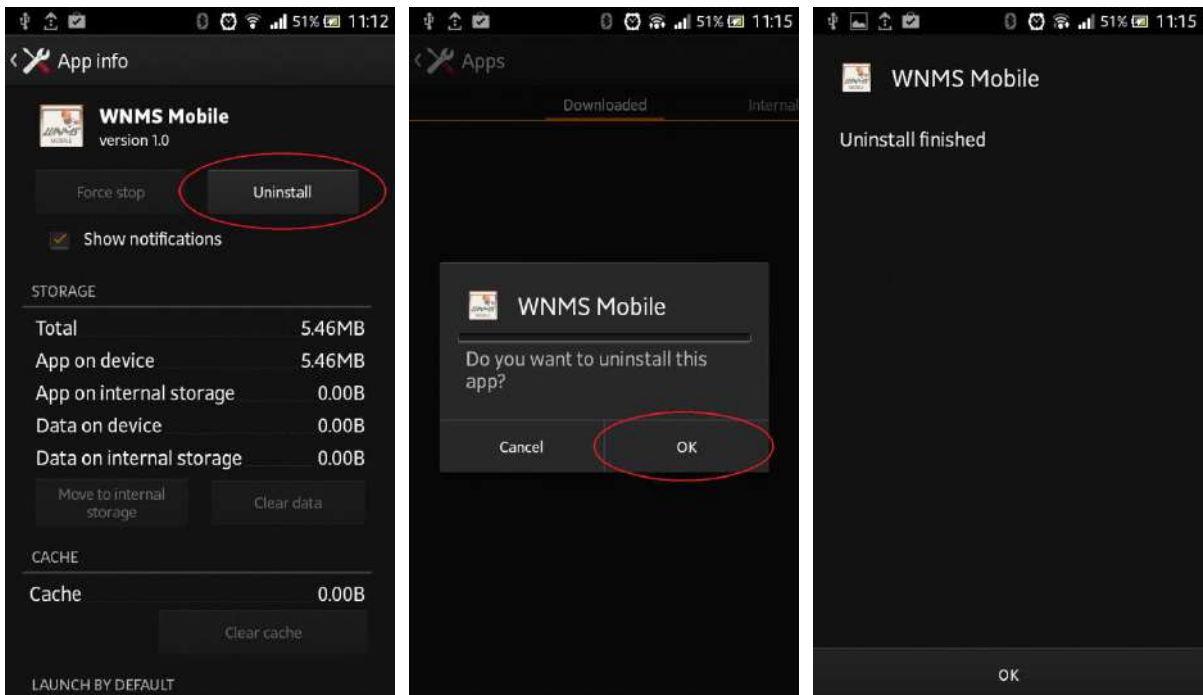 51% 11:12
App info
WNMS Mobile
version 1.0
Force stop
Uninstall
Show notifications
STORAGE
Total 5.46MB
App on device 5.46MB
App on internal storage 0.00B
Data on device 0.00B
Data on internal storage 0.00B
Move to internal
storage
Clear data
CACHE
Cache 0.00B
Clear cache
LAUNCH BY DEFAULT
51% 11:15
Apps
Downloaded
Internal
WNMS Mobile
Do you want to uninstall this
app?
Cancel
OK
51% 11:15
WNMS Mobile
Uninstall finished
OK